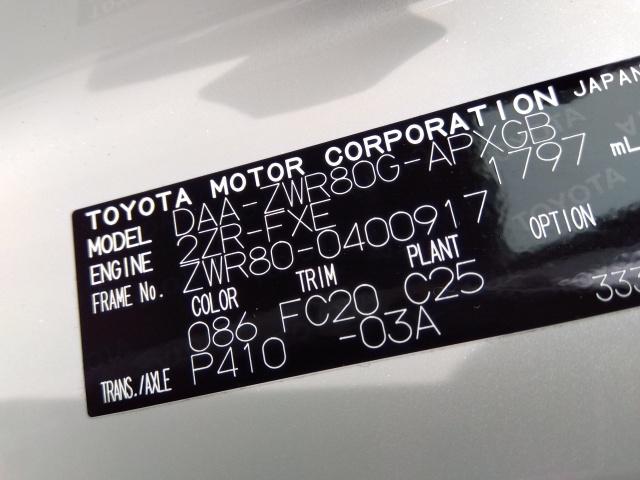 TOYOTA MOTOR CORPORATION JAPAN
MODEL DAA-ZWR80G-APXGB
ENGINE 2ZR-FXE 1797 mL
FRAME No. ZWR80-0400917
COLOR TRIM PLANT OPTION
086 FC20 C25 333
TRANS./AXLE P410 -03A